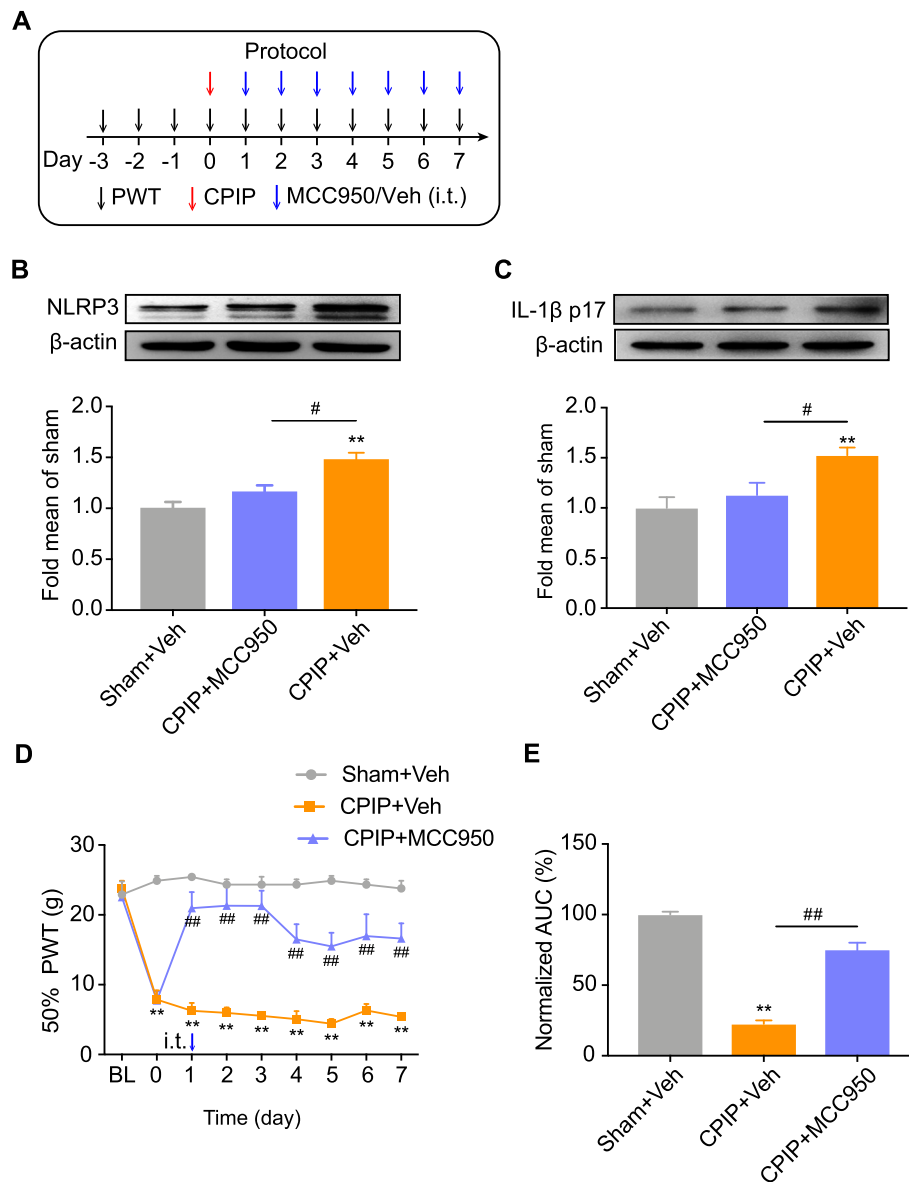 A
Protocol
Day -3 -2 -1 0 1 2 3 4 5 6 7
PWT CPIP MCC950/Veh (i.t.)
B
NLRP3
β-actin
#
**
Fold mean of sham
2.0
1.5
1.0
0.5
0.0
Sham+Veh
CPIP+MCC950
CPIP+Veh
C
IL-1β p17
β-actin
#
**
Fold mean of sham
2.0
1.5
1.0
0.5
0.0
Sham+Veh
CPIP+MCC950
CPIP+Veh
D
Sham+Veh
CPIP+Veh
CPIP+MCC950
50% PWT (g)
30
20
10
0
## ## ## ## ## ## ##
** ** ** ** ** ** ** **
i.t.
BL 0 1 2 3 4 5 6 7
Time (day)
E
Normalized AUC (%)
150
100
50
0
##
**
Sham+Veh
CPIP+Veh
CPIP+MCC950